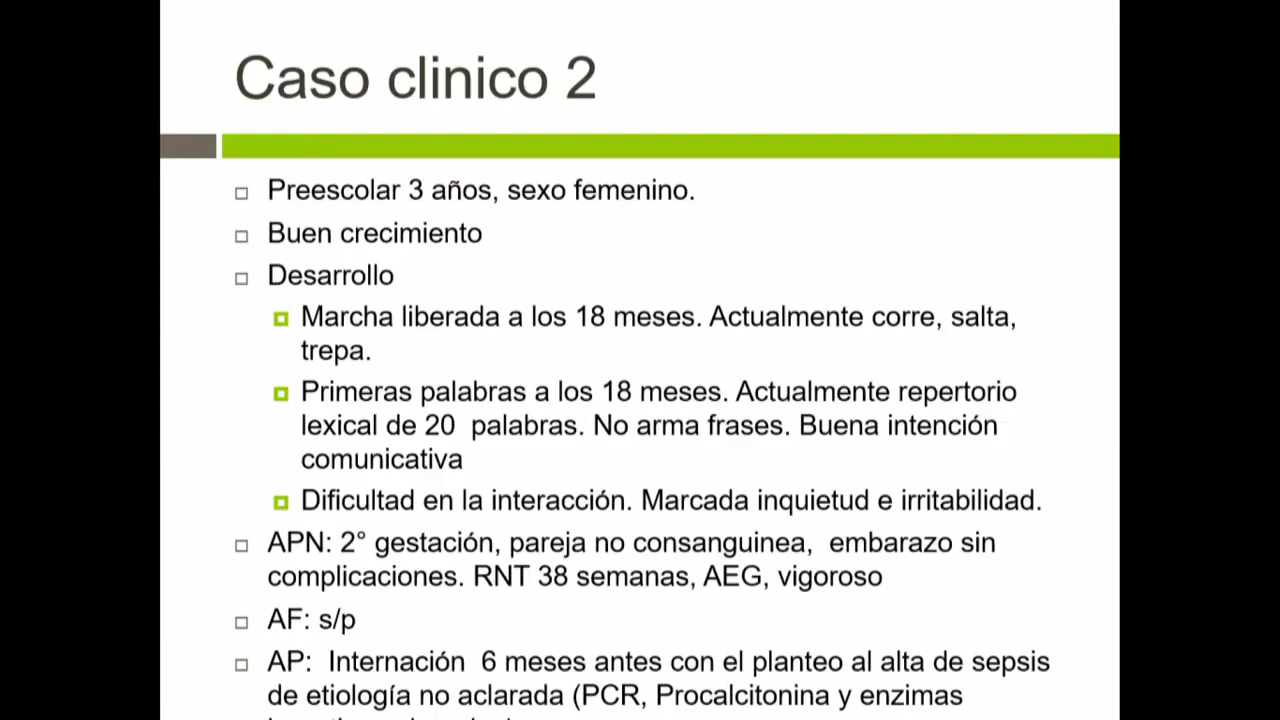 Caso clinico 2
Preescolar 3 años, sexo femenino.
Buen crecimiento
Desarrollo
Marcha liberada a los 18 meses. Actualmente corre, salta,
trepa.
Primeras palabras a los 18 meses. Actualmente repertorio
lexical de 20 palabras. No arma frases. Buena intención
comunicativa
Dificultad en la interacción. Marcada inquietud e irritabilidad.
APN: 2° gestación, pareja no consanguinea, embarazo sin
complicaciones. RNT 38 semanas, AEG, vigoroso
AF: s/p
AP: Internación 6 meses antes con el planteo al alta de sepsis
de etiología no aclarada (PCR, Procalcitonina y enzimas